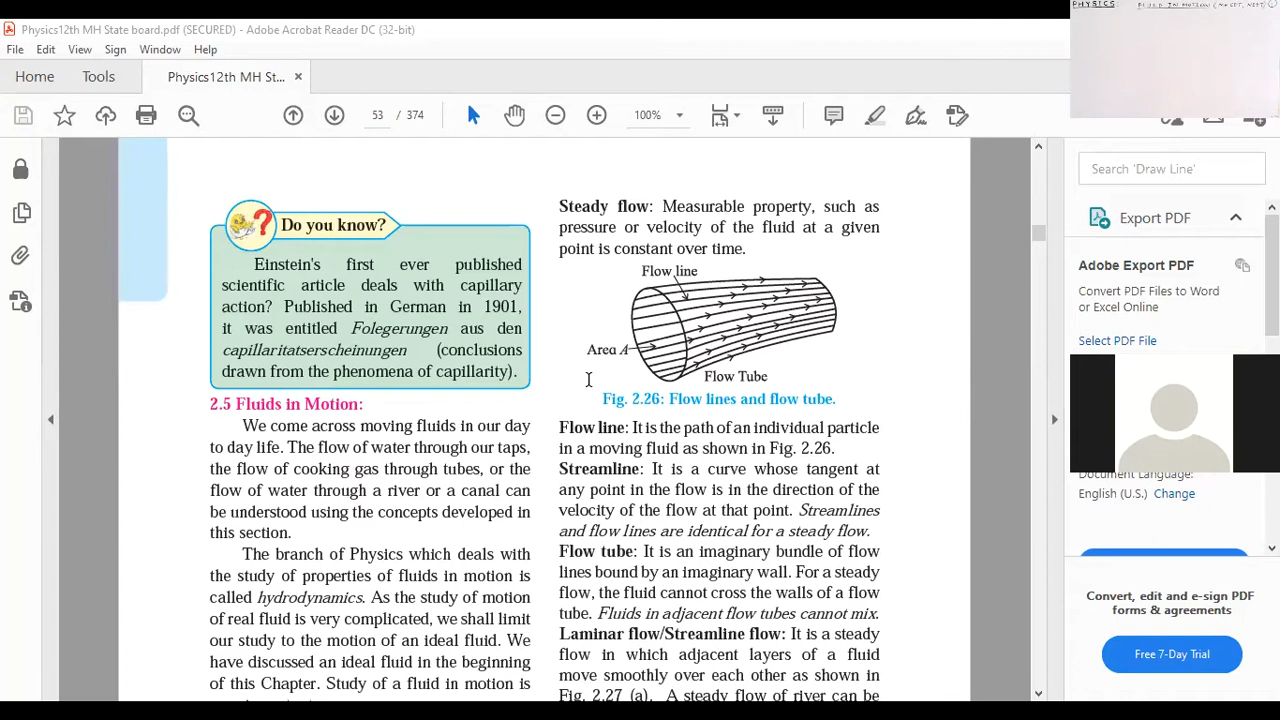 PHYSICS FLUID IN MOTION (MHCET, NEET)
Physics12th MH State board.pdf (SECURED) - Adobe Acrobat Reader DC (32-bit)
File Edit View Sign Window Help
Home Tools Physics12th MH St... ×
53 / 374 100%
Search 'Draw Line'
Export PDF
Adobe Export PDF
Convert PDF Files to Word
or Excel Online
Select PDF File
Document Language:
English (U.S.) Change
Convert, edit and e-sign PDF
forms & agreements
Free 7-Day Trial
Do you know?
Einstein's first ever published
scientific article deals with capillary
action? Published in German in 1901,
it was entitled Folegerungen aus den
capillaritatserscheinungen (conclusions
drawn from the phenomena of capillarity).
2.5 Fluids in Motion:
We come across moving fluids in our day
to day life. The flow of water through our taps,
the flow of cooking gas through tubes, or the
flow of water through a river or a canal can
be understood using the concepts developed in
this section.
The branch of Physics which deals with
the study of properties of fluids in motion is
called hydrodynamics. As the study of motion
of real fluid is very complicated, we shall limit
our study to the motion of an ideal fluid. We
have discussed an ideal fluid in the beginning
of this Chapter. Study of a fluid in motion is
Steady flow: Measurable property, such as
pressure or velocity of the fluid at a given
point is constant over time.
Flow line
Area A
Flow Tube
Fig. 2.26: Flow lines and flow tube.
Flow line: It is the path of an individual particle
in a moving fluid as shown in Fig. 2.26.
Streamline: It is a curve whose tangent at
any point in the flow is in the direction of the
velocity of the flow at that point. Streamlines
and flow lines are identical for a steady flow.
Flow tube: It is an imaginary bundle of flow
lines bound by an imaginary wall. For a steady
flow, the fluid cannot cross the walls of a flow
tube. Fluids in adjacent flow tubes cannot mix.
Laminar flow/Streamline flow: It is a steady
flow in which adjacent layers of a fluid
move smoothly over each other as shown in
Fig. 2.27 (a). A steady flow of river can be